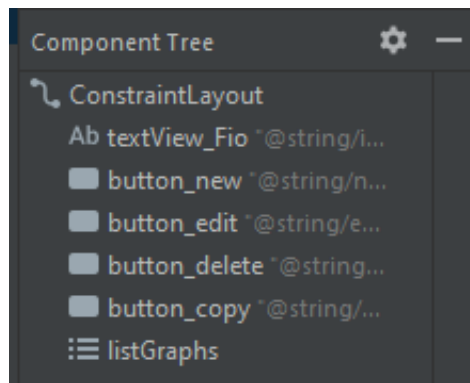 Component Tree
ConstraintLayout
Ab textView_Fio "@string/i...
button_new "@string/n...
button_edit "@string/e...
button_delete "@string...
button_copy "@string/...
listGraphs